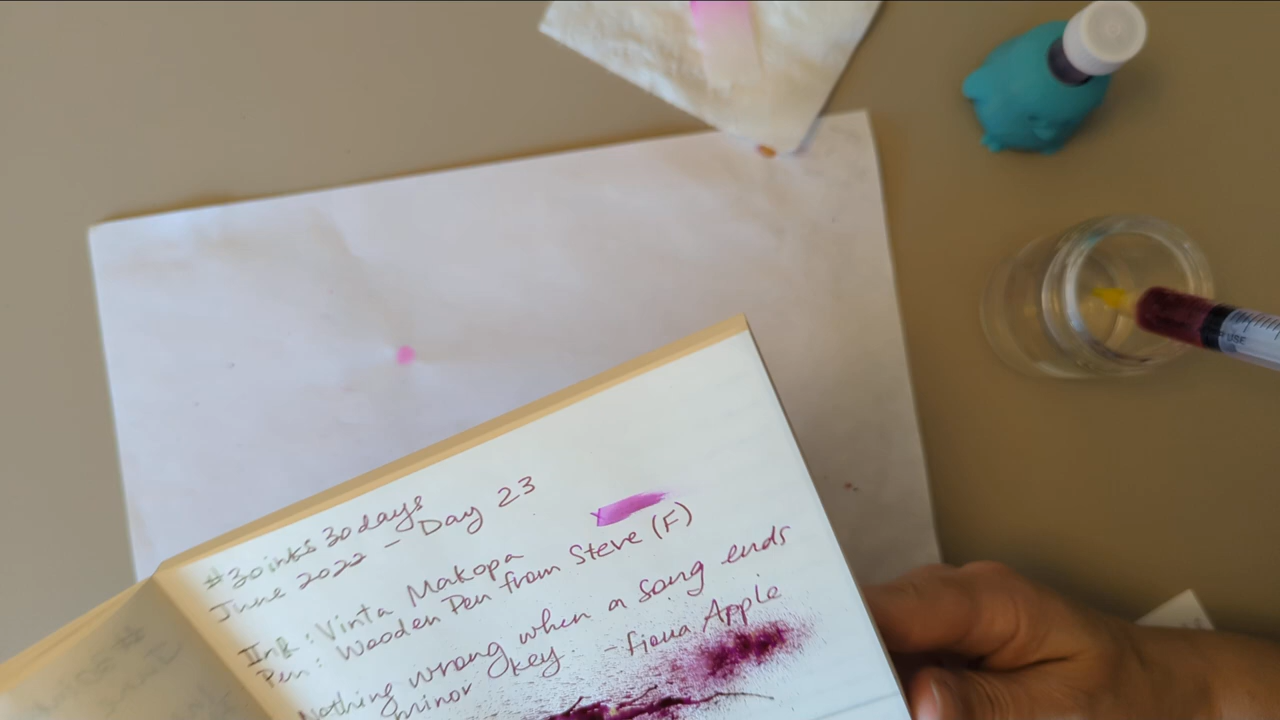 #30inks30days
June 2022 - Day 23
x
Ink: Vinta Makopa
Pen: Wooden Pen from Steve (F)
Nothing wrong when a song ends
minor key. - Fiona Apple
USE